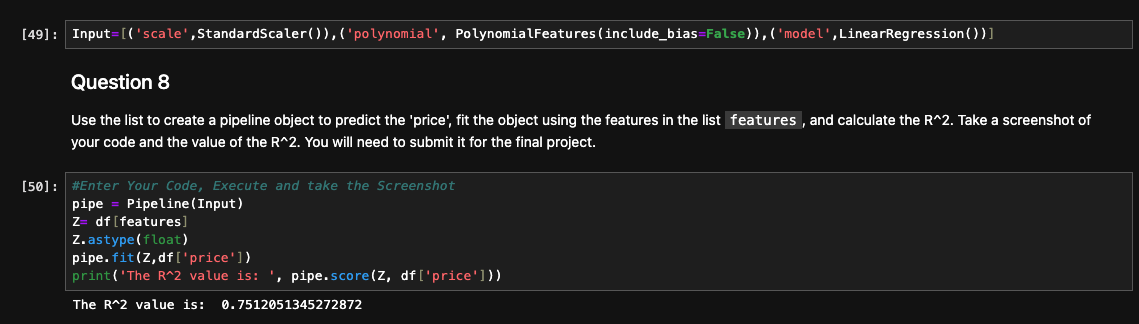 [49]: Input=[('scale',StandardScaler()),('polynomial', PolynomialFeatures(include_bias=False)),('model',LinearRegression())]
Question 8
Use the list to create a pipeline object to predict the 'price', fit the object using the features in the list features , and calculate the R^2. Take a screenshot of
your code and the value of the R^2. You will need to submit it for the final project.
[50]: #Enter Your Code, Execute and take the Screenshot
pipe = Pipeline(Input)
Z= df[features]
Z.astype(float)
pipe.fit(Z,df['price'])
print('The R^2 value is: ', pipe.score(Z, df['price']))
The R^2 value is:  0.7512051345272872